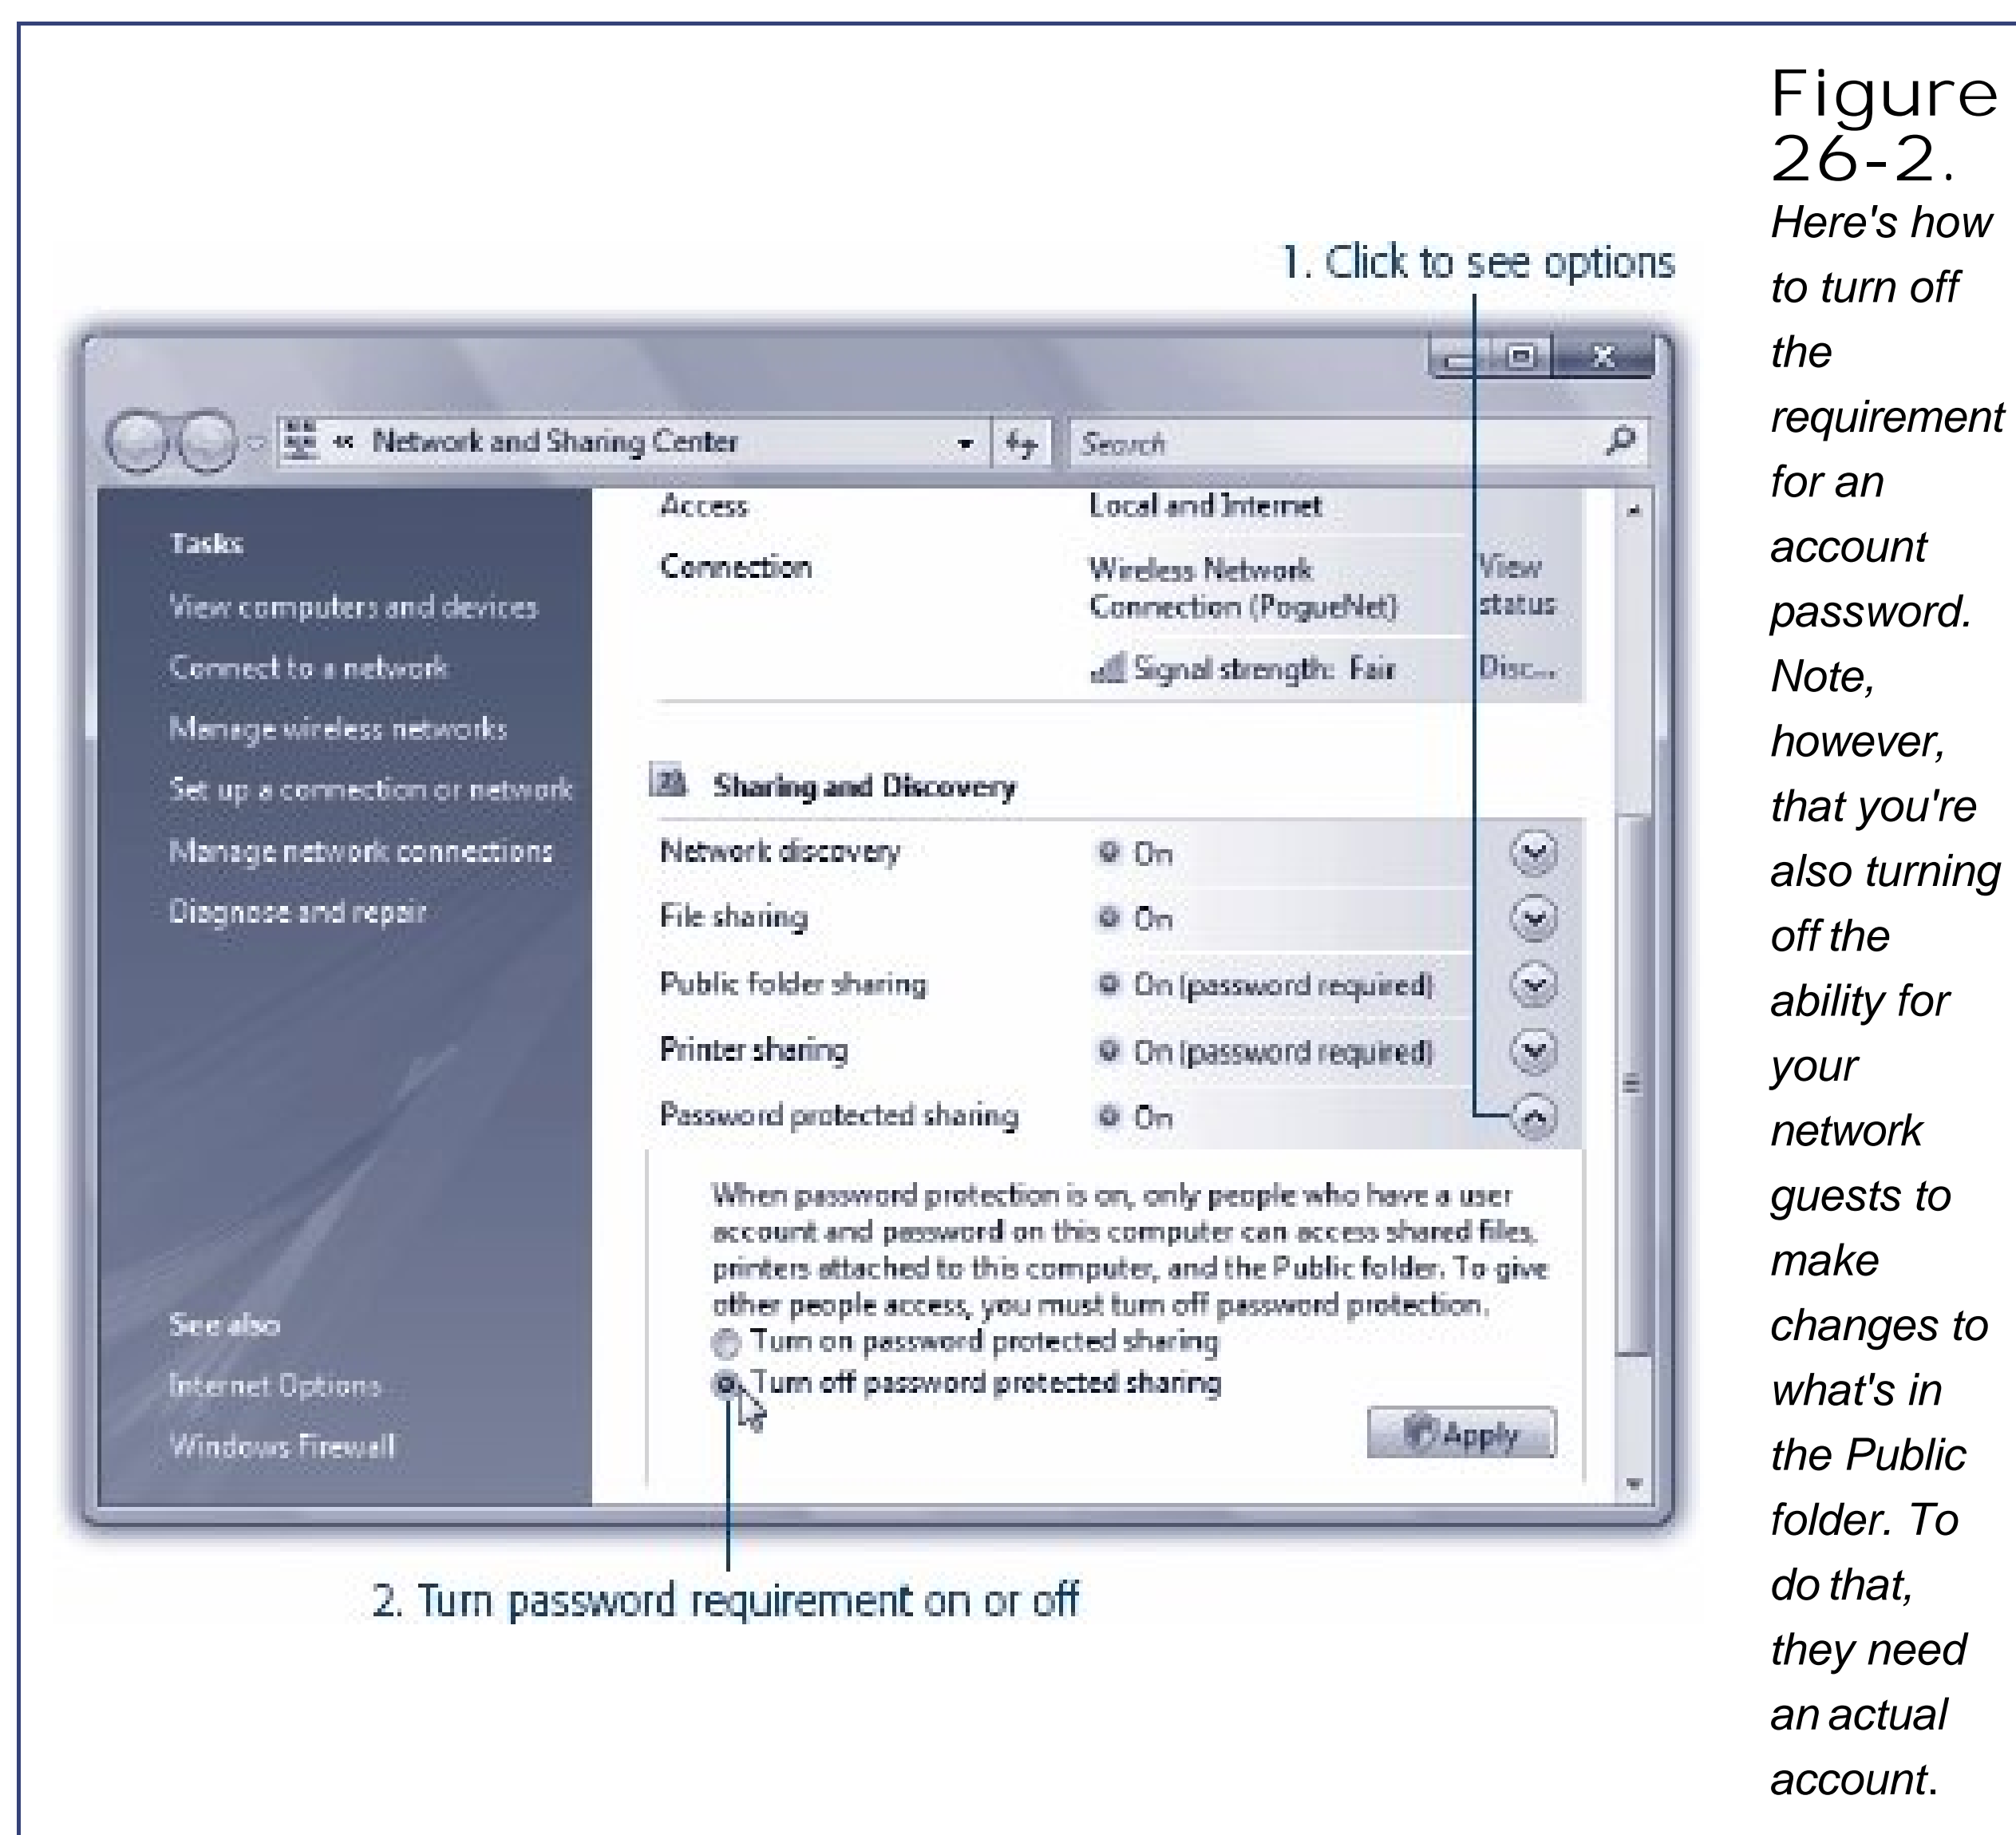 Figure
26-2.
Here's how
to turn off
the
requirement
for an
account
password.
Note,
however,
that you're
also turning
off the
ability for
your
network
guests to
make
changes to
what's in
the Public
folder. To
do that,
they need
an actual
account.
1. Click to see options
Network and Sharing Center
Search
Tasks
View computers and devices
Connect to a network
Manage wireless networks
Set up a connection or network
Manage network connections
Diagnose and repair
See also
Internet Options
Windows Firewall
Access Local and Internet
Connection Wireless Network View
Connection (PogueNet) status
Signal strength: Fair Disc...
Sharing and Discovery
Network discovery On
File sharing On
Public folder sharing On (password required)
Printer sharing On (password required)
Password protected sharing On
When password protection is on, only people who have a user
account and password on this computer can access shared files,
printers attached to this computer, and the Public folder. To give
other people access, you must turn off password protection.
Turn on password protected sharing
Turn off password protected sharing
Apply
2. Turn password requirement on or off